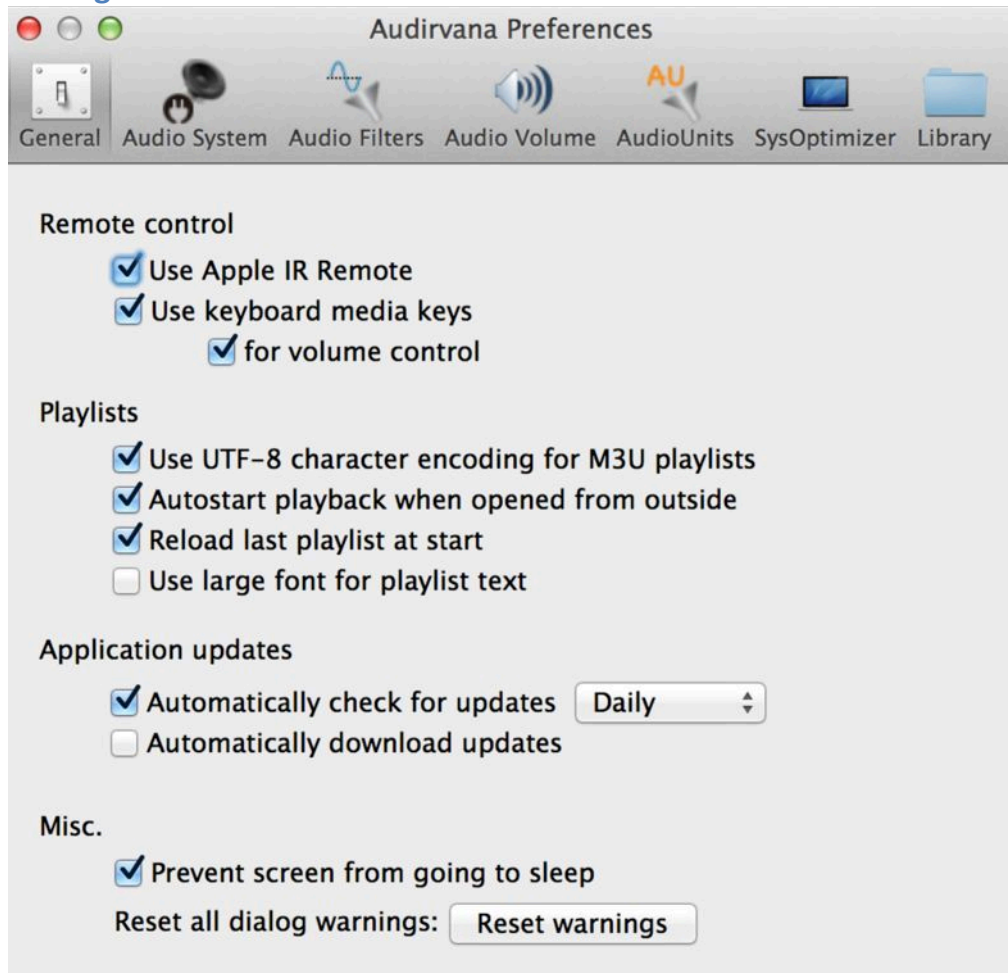 Audirvana Preferences
AU
General Audio System Audio Filters Audio Volume AudioUnits SysOptimizer Library
Remote control
Use Apple IR Remote
Use keyboard media keys
for volume control
Playlists
Use UTF-8 character encoding for M3U playlists
Autostart playback when opened from outside
Reload last playlist at start
Use large font for playlist text
Application updates
Automatically check for updates Daily
Automatically download updates
Misc.
Prevent screen from going to sleep
Reset all dialog warnings: Reset warnings